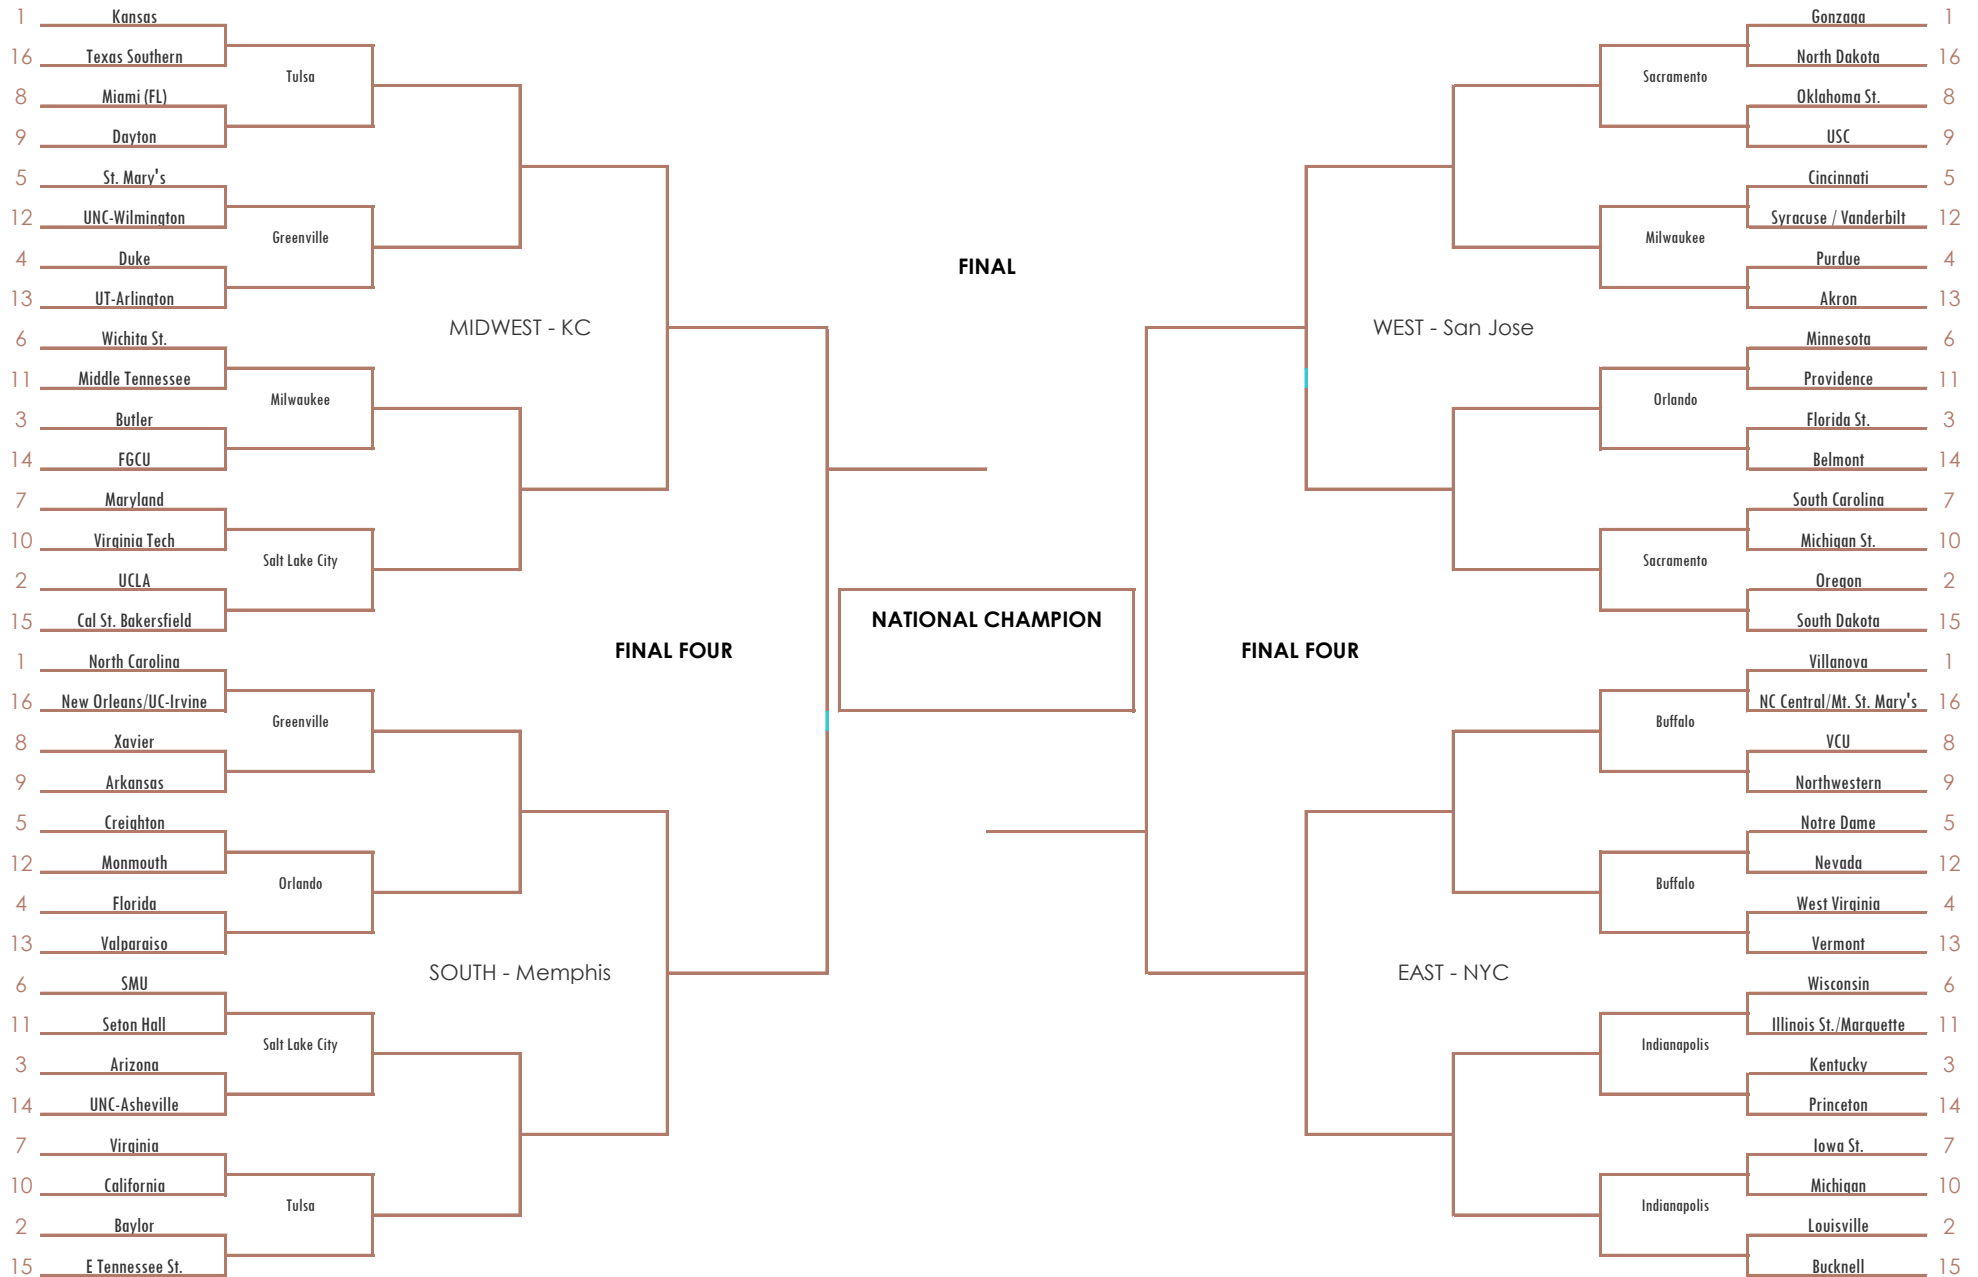 1 Kansas
16 Texas Southern
Tulsa
8 Miami (FL)
9 Dayton
5 St. Mary's
12 UNC-Wilmington
Greenville
4 Duke
13 UT-Arlington
MIDWEST - KC
6 Wichita St.
11 Middle Tennessee
Milwaukee
3 Butler
14 FGCU
7 Maryland
10 Virginia Tech
Salt Lake City
2 UCLA
15 Cal St. Bakersfield
FINAL FOUR
1 North Carolina
16 New Orleans/UC-Irvine
Greenville
8 Xavier
9 Arkansas
5 Creighton
12 Monmouth
Orlando
4 Florida
13 Valparaiso
SOUTH - Memphis
6 SMU
11 Seton Hall
Salt Lake City
3 Arizona
14 UNC-Asheville
7 Virginia
10 California
Tulsa
2 Baylor
15 E Tennessee St.
FINAL
NATIONAL CHAMPION
Gonzaga 1
North Dakota 16
Sacramento
Oklahoma St. 8
USC 9
Cincinnati 5
Syracuse / Vanderbilt 12
Milwaukee
Purdue 4
Akron 13
WEST - San Jose
Minnesota 6
Providence 11
Orlando
Florida St. 3
Belmont 14
South Carolina 7
Michigan St. 10
Sacramento
Oregon 2
South Dakota 15
FINAL FOUR
Villanova 1
NC Central/Mt. St. Mary's 16
Buffalo
VCU 8
Northwestern 9
Notre Dame 5
Nevada 12
Buffalo
West Virginia 4
Vermont 13
EAST - NYC
Wisconsin 6
Illinois St./Marquette 11
Indianapolis
Kentucky 3
Princeton 14
Iowa St. 7
Michigan 10
Indianapolis
Louisville 2
Bucknell 15